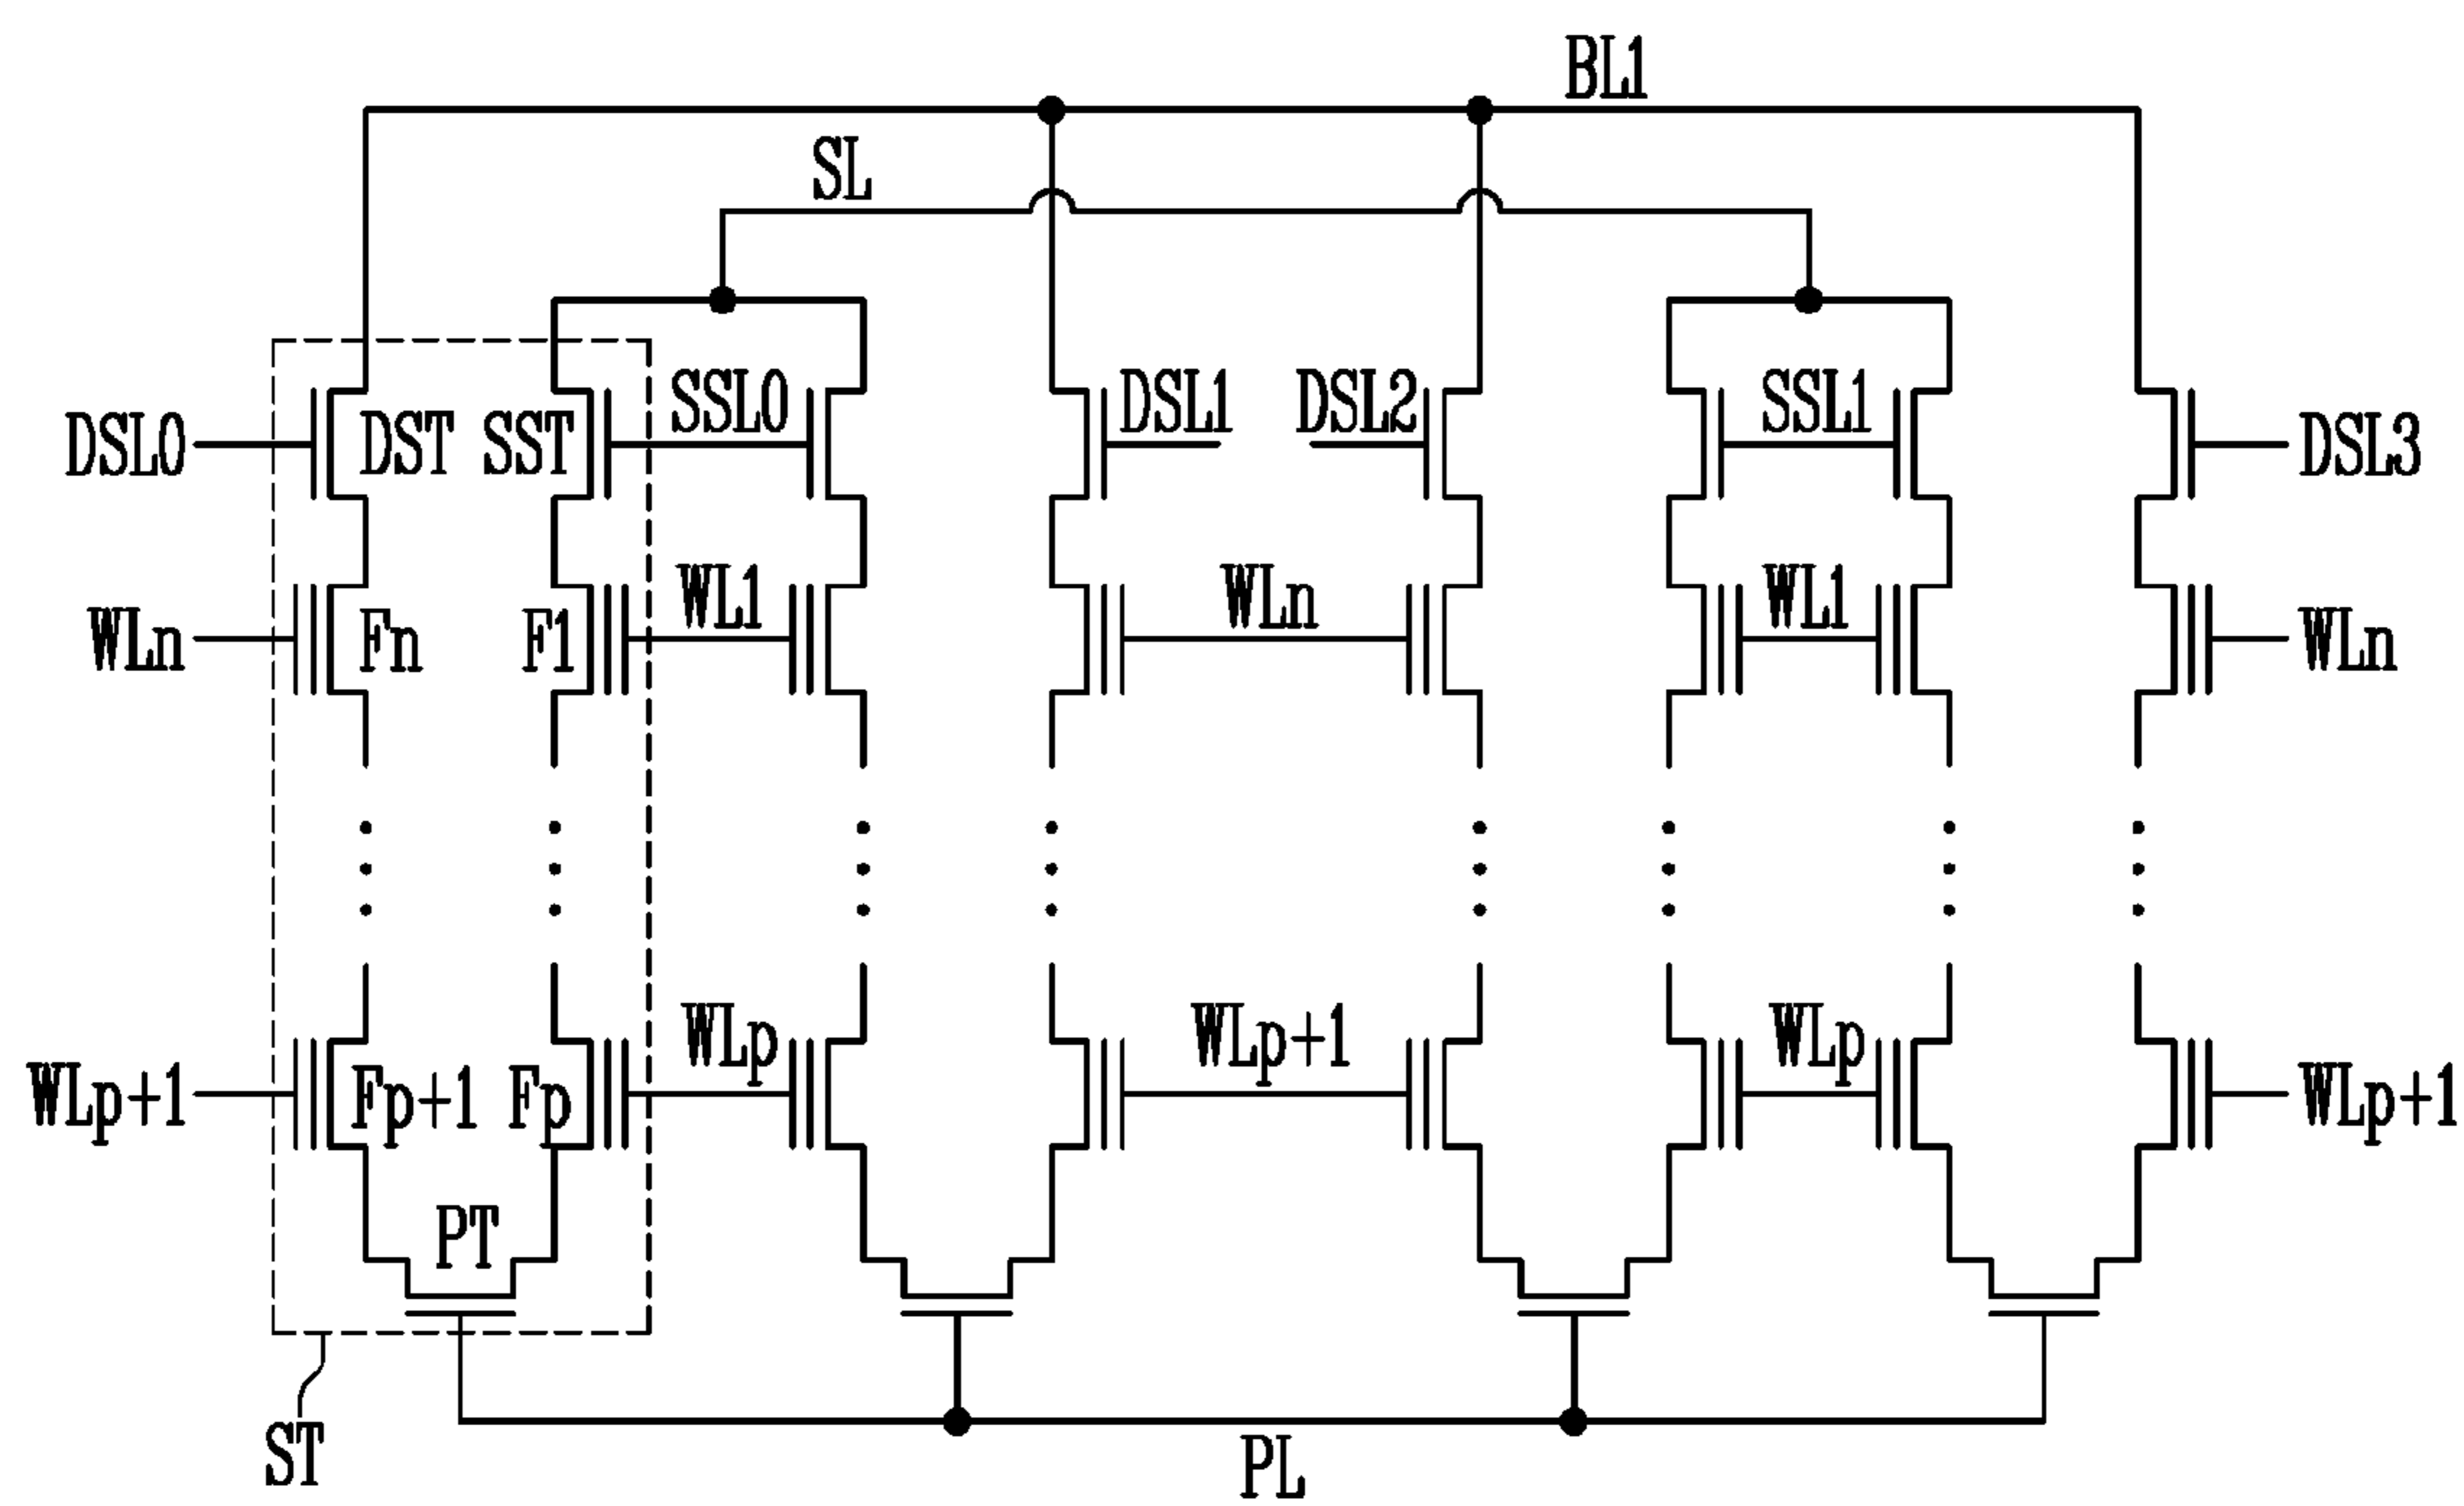 BL1
SL
DSL0
DST
SST
SSL0
DSL1
DSL2
SSL1
DSL3
WLn
Fn
F1
WL1
WLn
WL1
WLn
WLp+1
Fp+1
Fp
WLp
WLp+1
WLp
WLp+1
PT
ST
PL